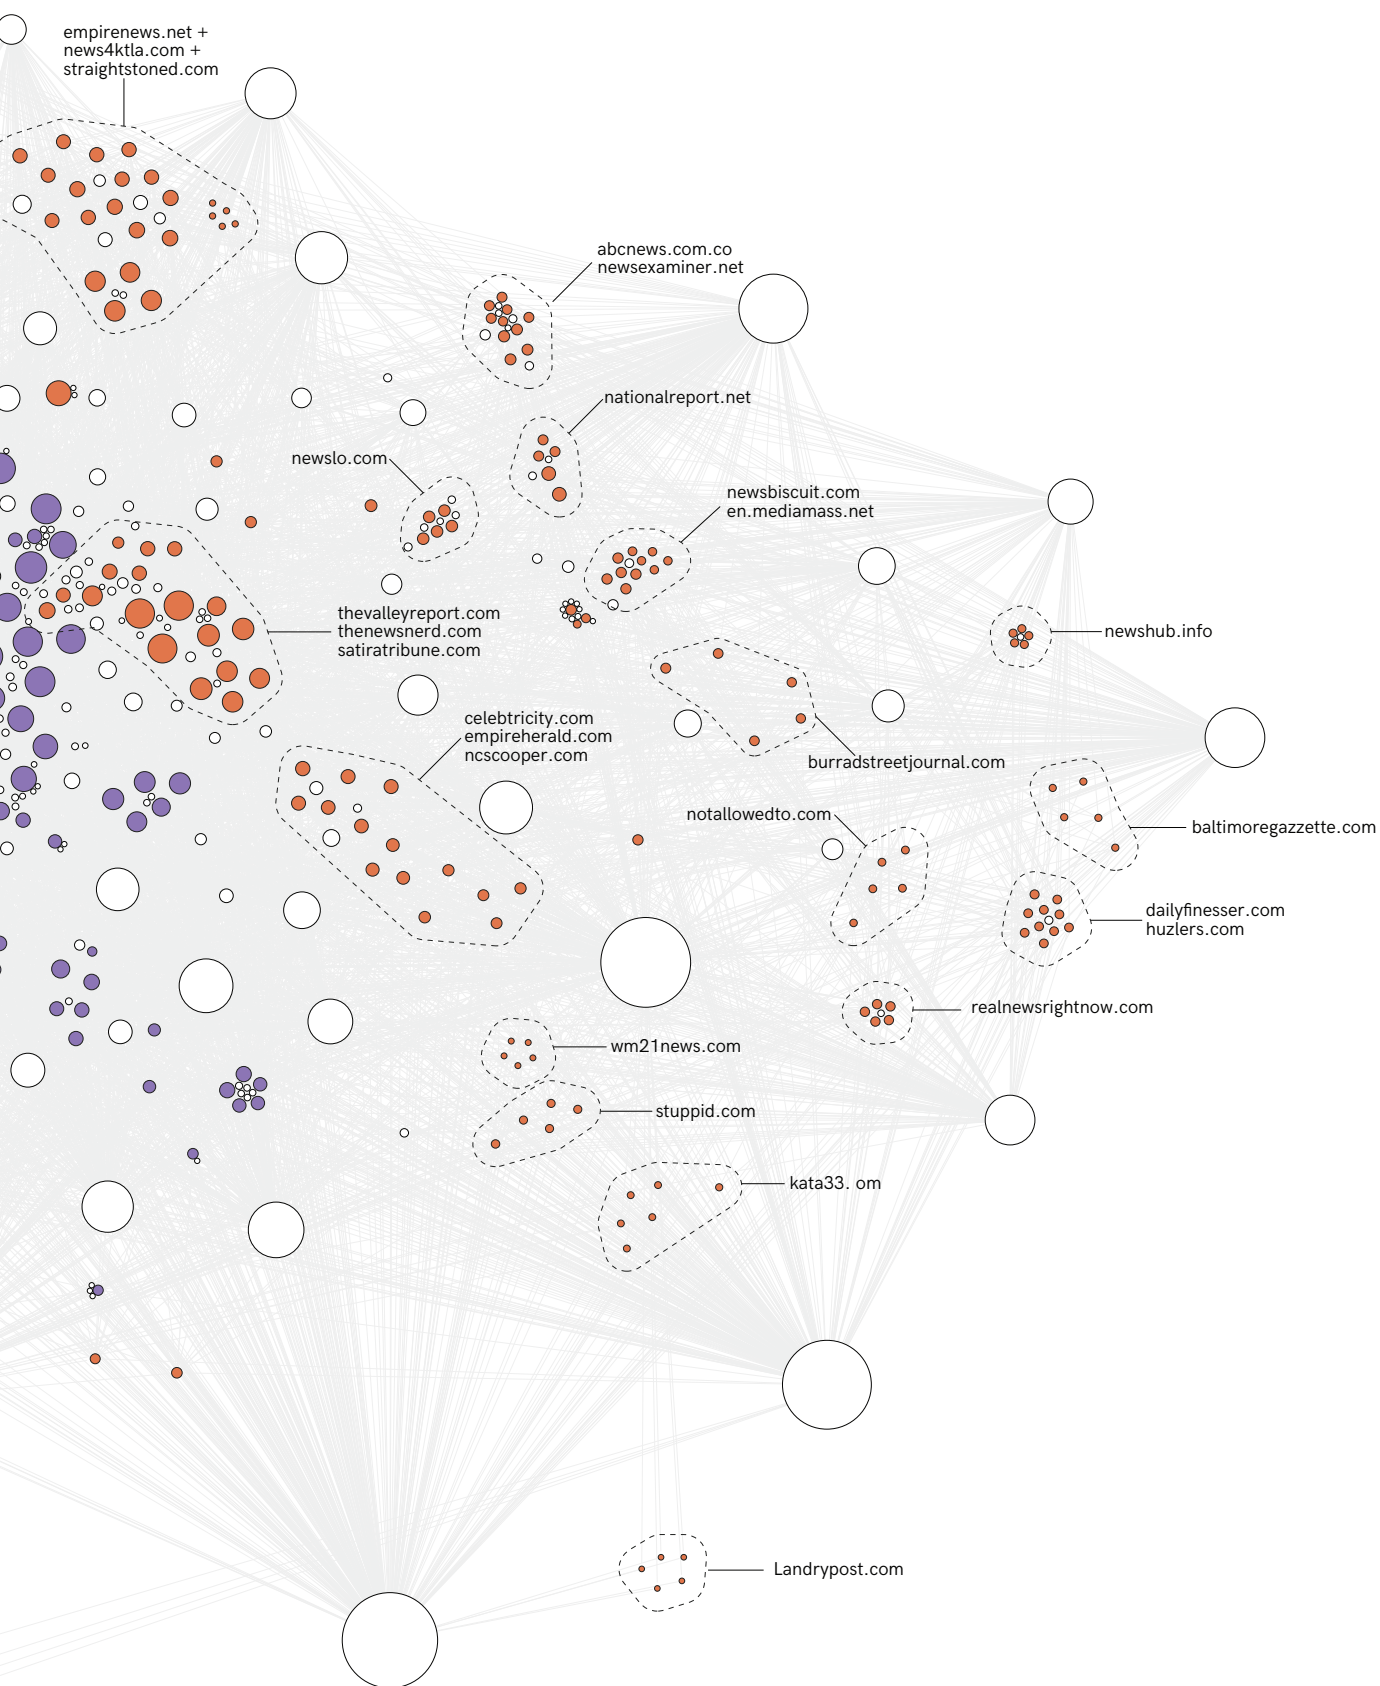 empirenews.net +
news4ktla.com +
straightstoned.com
abcnews.com.co
newsexaminer.net
nationalreport.net
newslo.com
newsbiscuit.com
en.mediamass.net
thevalleyreport.com
thenewsnerd.com
satiratribune.com
newshub.info
celebtricity.com
empireherald.com
ncscooper.com
burradstreetjournal.com
notallowedto.com
baltimoregazzette.com
dailyfinesser.com
huzlers.com
realnewsrightnow.com
wm21news.com
stuppid.com
kata33. om
Landrypost.com